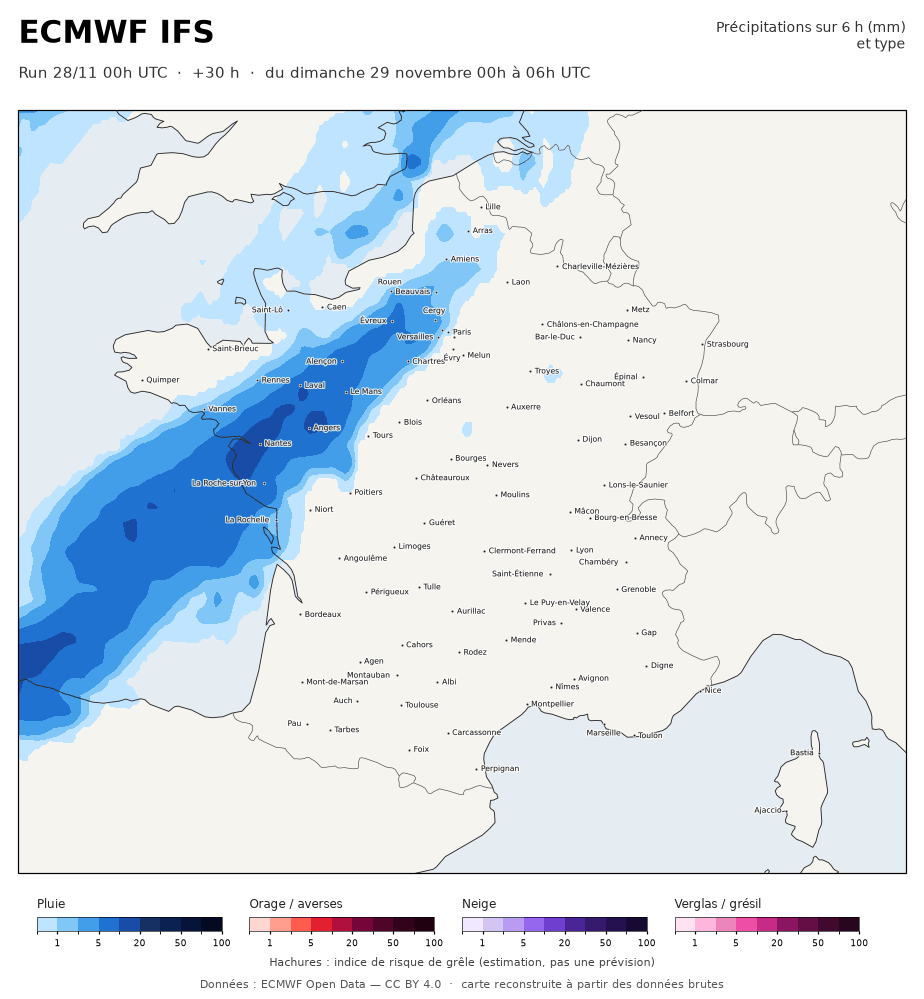 ECMWF IFS
Précipitations sur 6 h (mm)
et type
Run 28/11 00h UTC · +30 h · du dimanche 29 novembre 00h à 06h UTC
Lille
Arras
Amiens
Charleville-Mézières
Rouen
Laon
Beauvais
Saint-Lô
Caen
Cergy
Metz
Évreux
Châlons-en-Champagne
Versailles
Paris
Bar-le-Duc
Nancy
Strasbourg
Saint-Brieuc
Alençon
Chartres
Évry
Melun
Troyes
Épinal
Quimper
Rennes
Laval
Chaumont
Colmar
Le Mans
Orléans
Vannes
Auxerre
Vesoul
Belfort
Blois
Angers
Tours
Nantes
Dijon
Besançon
Bourges
Nevers
La Roche-sur-Yon
Châteauroux
Lons-le-Saunier
Poitiers
Moulins
Niort
Mâcon
La Rochelle
Guéret
Bourg-en-Bresse
Annecy
Limoges
Clermont-Ferrand
Lyon
Angoulême
Chambéry
Saint-Étienne
Tulle
Périgueux
Grenoble
Le Puy-en-Velay
Bordeaux
Aurillac
Valence
Privas
Gap
Mende
Cahors
Rodez
Agen
Digne
Montauban
Mont-de-Marsan
Albi
Avignon
Nîmes
Nice
Auch
Toulouse
Montpellier
Pau
Tarbes
Carcassonne
Marseille
Toulon
Foix
Bastia
Perpignan
Ajaccio
Pluie
Orage / averses
Neige
Verglas / grésil
1 5 20 50 100
1 5 20 50 100
1 5 20 50 100
1 5 20 50 100
Hachures : indice de risque de grêle (estimation, pas une prévision)
Données : ECMWF Open Data — CC BY 4.0 · carte reconstruite à partir des données brutes